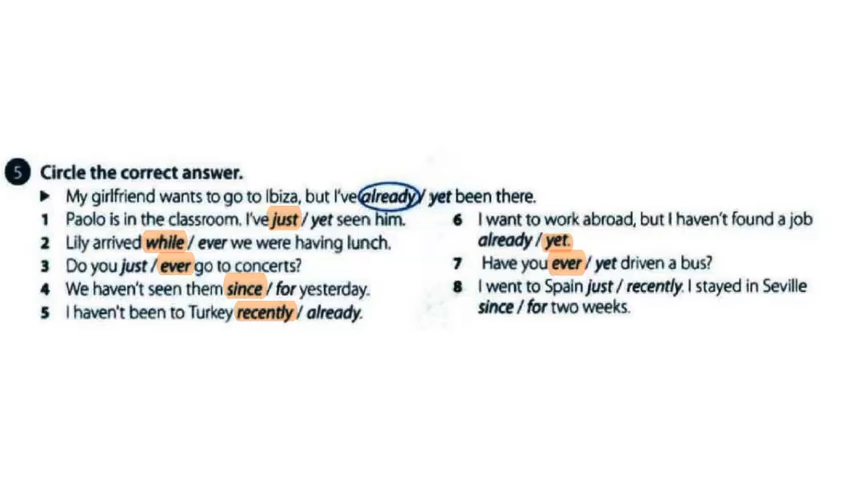 5 Circle the correct answer.
► My girlfriend wants to go to Ibiza, but I've already / yet been there.
1 Paolo is in the classroom. I've just / yet seen him.
2 Lily arrived while / ever we were having lunch.
3 Do you just / ever go to concerts?
4 We haven't seen them since / for yesterday.
5 I haven't been to Turkey recently / already.
6 I want to work abroad, but I haven't found a job
already / yet.
7 Have you ever / yet driven a bus?
8 I went to Spain just / recently. I stayed in Seville
since / for two weeks.